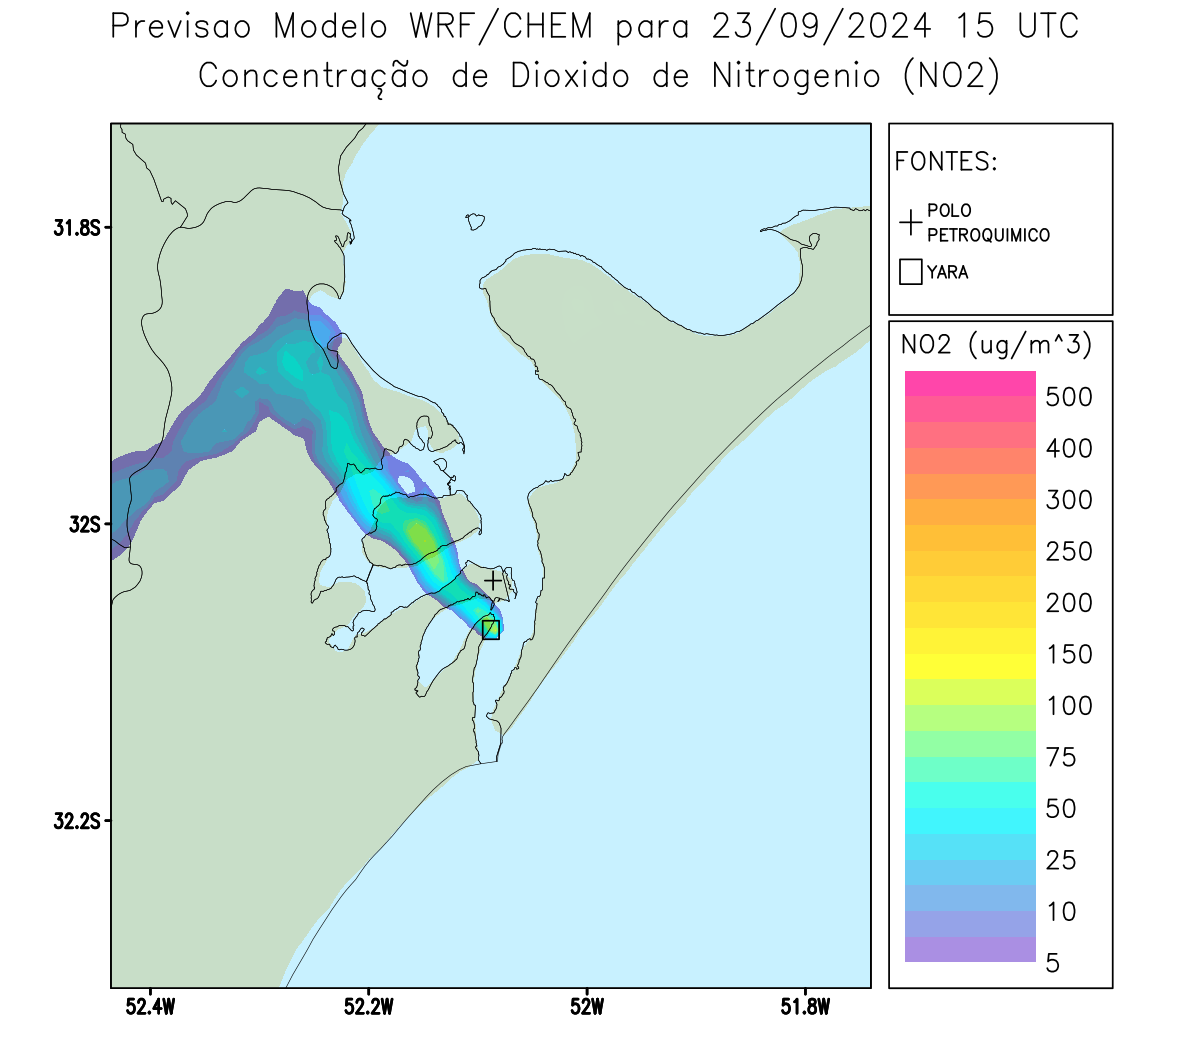 Previsao Modelo WRF/CHEM para 23/09/2024 15 UTC
Concentração de Dioxido de Nitrogenio (NO2)
31.8S
32S
32.2S
52.4W
52.2W
52W
51.8W
FONTES:
POLO
PETROQUIMICO
YARA
NO2 (ug/m^3)
500
400
300
250
200
150
100
75
50
25
10
5